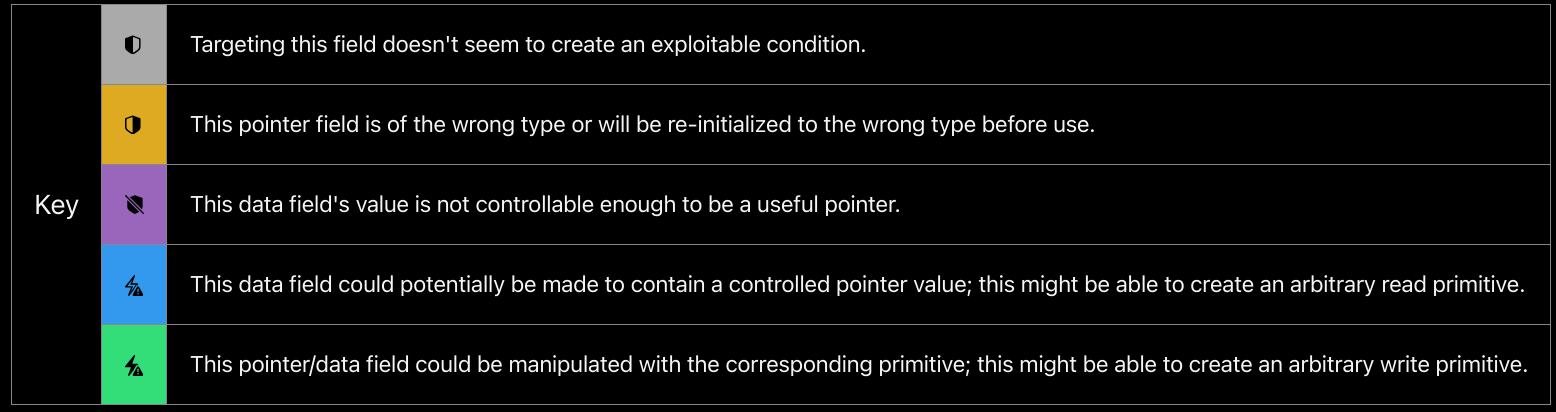 Targeting this field doesn't seem to create an exploitable condition.
This pointer field is of the wrong type or will be re-initialized to the wrong type before use.
Key
This data field's value is not controllable enough to be a useful pointer.
This data field could potentially be made to contain a controlled pointer value; this might be able to create an arbitrary read primitive.
This pointer/data field could be manipulated with the corresponding primitive; this might be able to create an arbitrary write primitive.